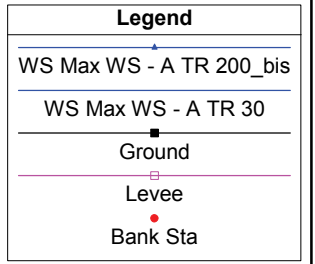 Legend
WS Max WS - A TR 200_bis
WS Max WS - A TR 30
Ground
Levee
Bank Sta